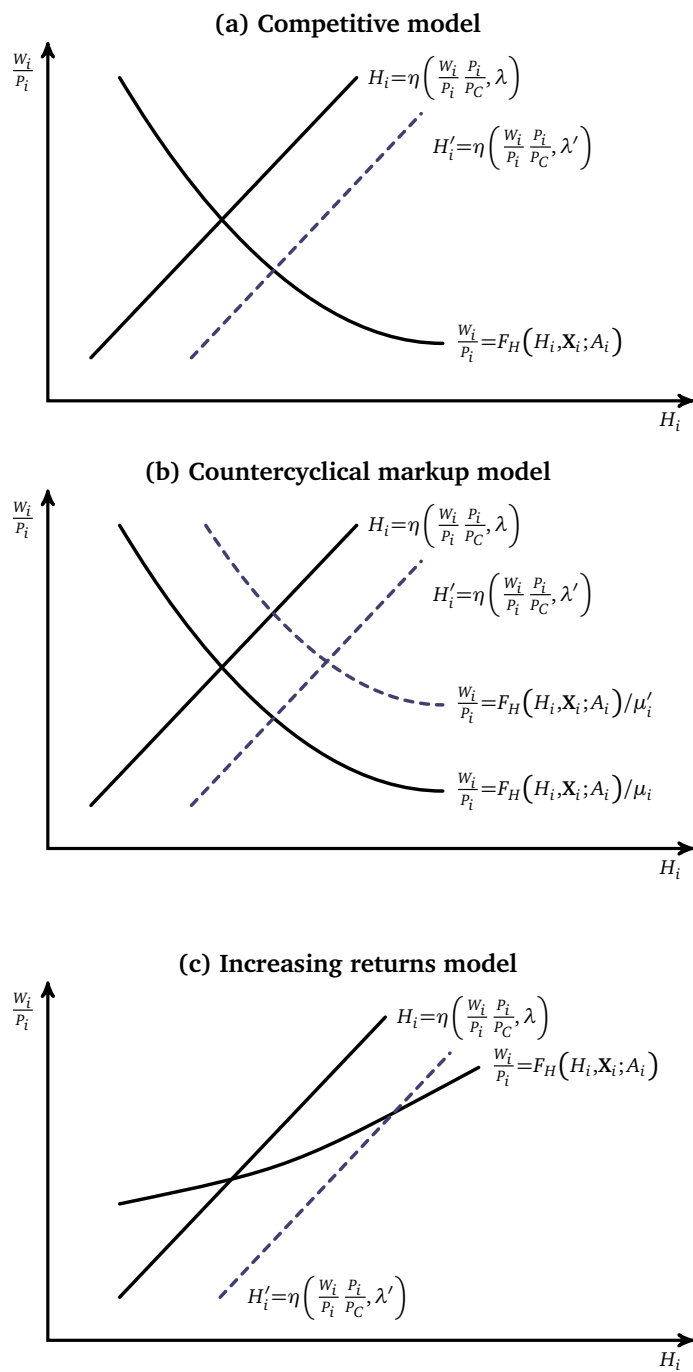 (a) Competitive model
W_i/P_i
H_i=η(W_i/P_i P_i/P_C, λ)
H′_i=η(W_i/P_i P_i/P_C, λ′)
W_i/P_i=F_H(H_i,X_i;A_i)
H_i
(b) Countercyclical markup model
W_i/P_i
H_i=η(W_i/P_i P_i/P_C, λ)
H′_i=η(W_i/P_i P_i/P_C, λ′)
W_i/P_i=F_H(H_i,X_i;A_i)/μ′_i
W_i/P_i=F_H(H_i,X_i;A_i)/μ_i
H_i
(c) Increasing returns model
W_i/P_i
H_i=η(W_i/P_i P_i/P_C, λ)
W_i/P_i=F_H(H_i,X_i;A_i)
H′_i=η(W_i/P_i P_i/P_C, λ′)
H_i